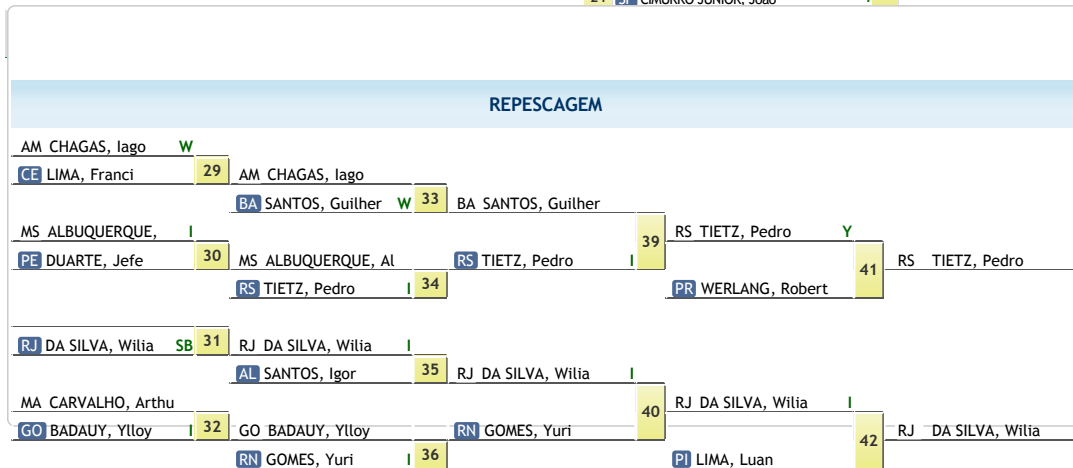 REPESCAGEM
AM CHAGAS, Iago W
CE LIMA, Franci 29 AM CHAGAS, Iago
BA SANTOS, Guilher W 33 BA SANTOS, Guilher
MS ALBUQUERQUE, I 39 RS TIETZ, Pedro Y
PE DUARTE, Jefe 30 MS ALBUQUERQUE, Al RS TIETZ, Pedro I 41 RS TIETZ, Pedro
RS TIETZ, Pedro I 34 PR WERLANG, Robert
RJ DA SILVA, Wilia SB 31 RJ DA SILVA, Wilia I
AL SANTOS, Igor 35 RJ DA SILVA, Wilia I
MA CARVALHO, Arthu 40 RJ DA SILVA, Wilia I
GO BADAUY, Ylloy I 32 GO BADAUY, Ylloy RN GOMES, Yuri 42 RJ DA SILVA, Wilia
RN GOMES, Yuri I 36 PI LIMA, Luan